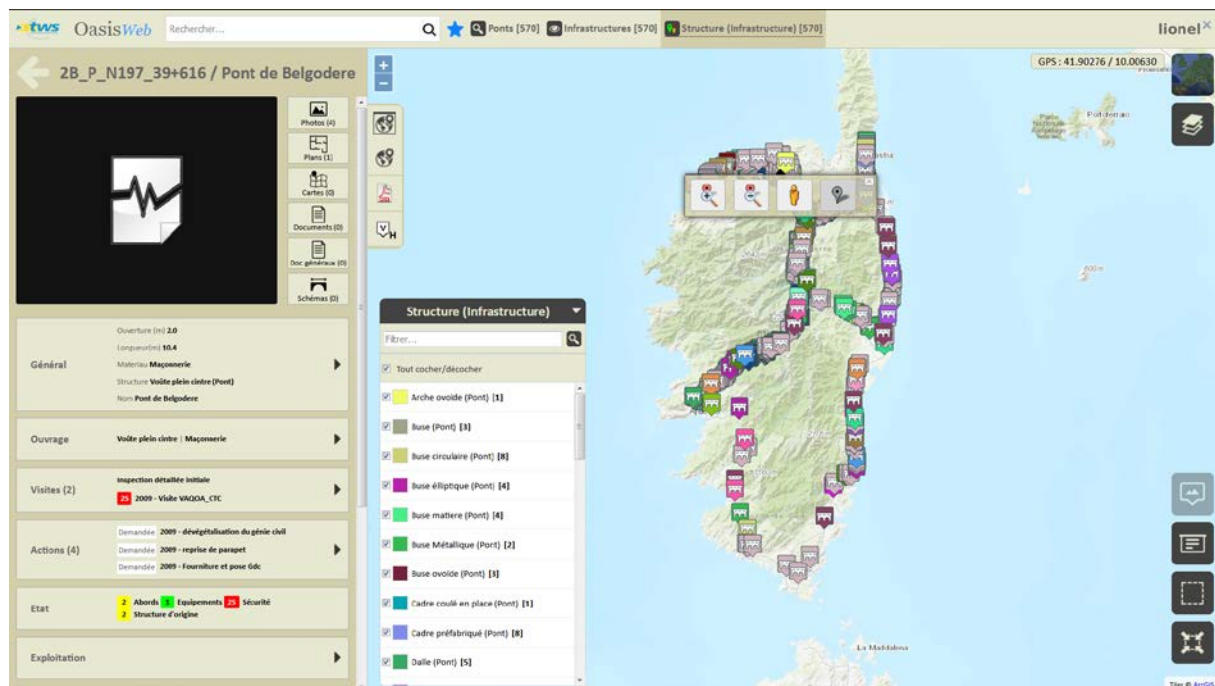 stws OasisWeb Rechercher... Ponts [570] Infrastructures [570] Structure (Infrastructure) [570] lionel
2B_P_N197_39+616 / Pont de Belgodere
GPS : 41.90276 / 10.00630
Photos (4)
Plans (1)
Cartes (0)
Documents (0)
Doc généraux (0)
Schémas (0)
Général
Ouverture (m) 2.0
Longueur(m) 10.4
Materiau Maçonnerie
Structure Voûte plein cintre (Pont)
Nom Pont de Belgodere
Ouvrage
Voûte plein cintre | Maçonnerie
Visites (2)
Inspection détaillée initiale
25 2009 - Visite VAQOA_CTC
Actions (4)
Demandée 2009 - dévégétalisation du génie civil
Demandée 2009 - reprise de parapet
Demandée 2009 - Fourniture et pose Gdc
Etat
2 Abords 1 Equipements 25 Sécurité
2 Structure d'origine
Exploitation
V
H
Structure (Infrastructure)
Filtrer...
Tout cocher/décocher
Arche ovoïde (Pont) [1]
Buse (Pont) [3]
Buse circulaire (Pont) [8]
Buse élliptique (Pont) [4]
Buse matiere (Pont) [4]
Buse Métallique (Pont) [2]
Buse ovoïde (Pont) [3]
Cadre coulé en place (Pont) [1]
Cadre préfabriqué (Pont) [8]
Dalle (Pont) [5]
Portoferraio
La Maddalena
Tiles © ArcGIS